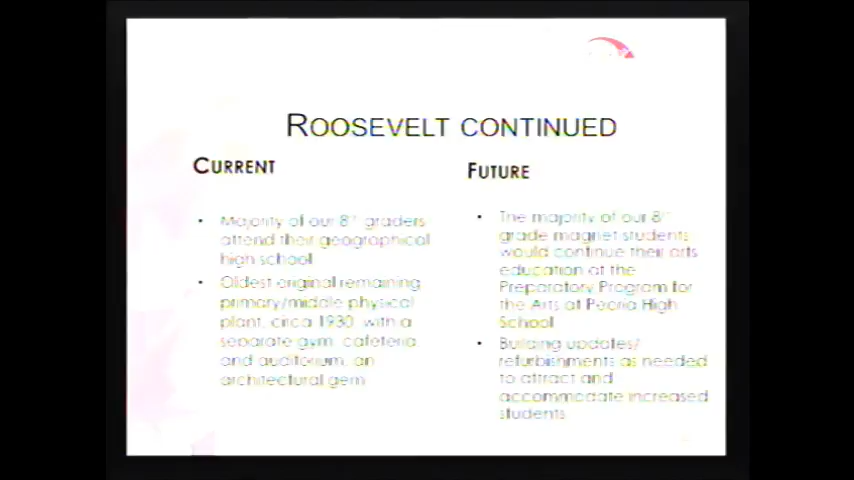 ROOSEVELT CONTINUED
CURRENT
• Majority of our 8th graders
attend their geographical
high school
• Oldest original remaining
primary/middle physical
plant, circa 1930, with a
separate gym, cafeteria
and auditorium, an
architectural gem
FUTURE
• The majority of our 8th
grade magnet students
would continue their arts
education at the
Preparatory Program for
the Arts at Peoria High
School
• Building updates/
refurbishments as needed
to attract and
accommodate increased
students